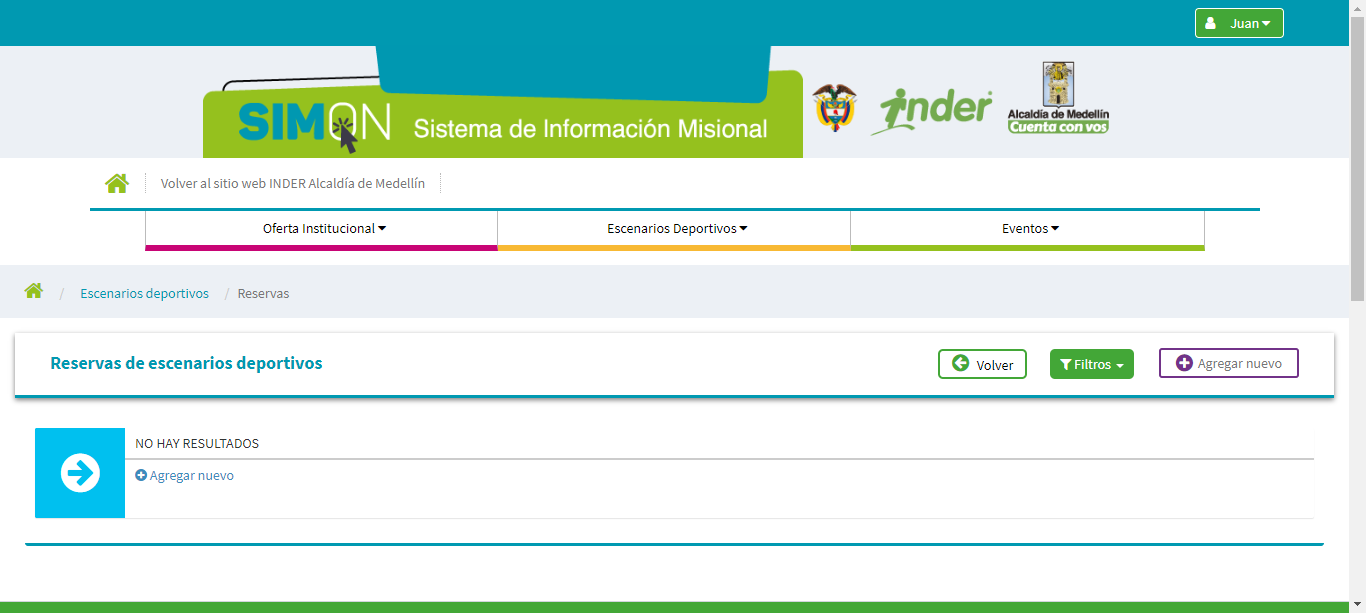 Juan
SIMON Sistema de Información Misional
inder
Alcaldía de Medellín
Cuenta con vos
Volver al sitio web INDER Alcaldía de Medellín
Oferta Institucional
Escenarios Deportivos
Eventos
/ Escenarios deportivos / Reservas
Reservas de escenarios deportivos
Volver
Filtros
Agregar nuevo
NO HAY RESULTADOS
Agregar nuevo